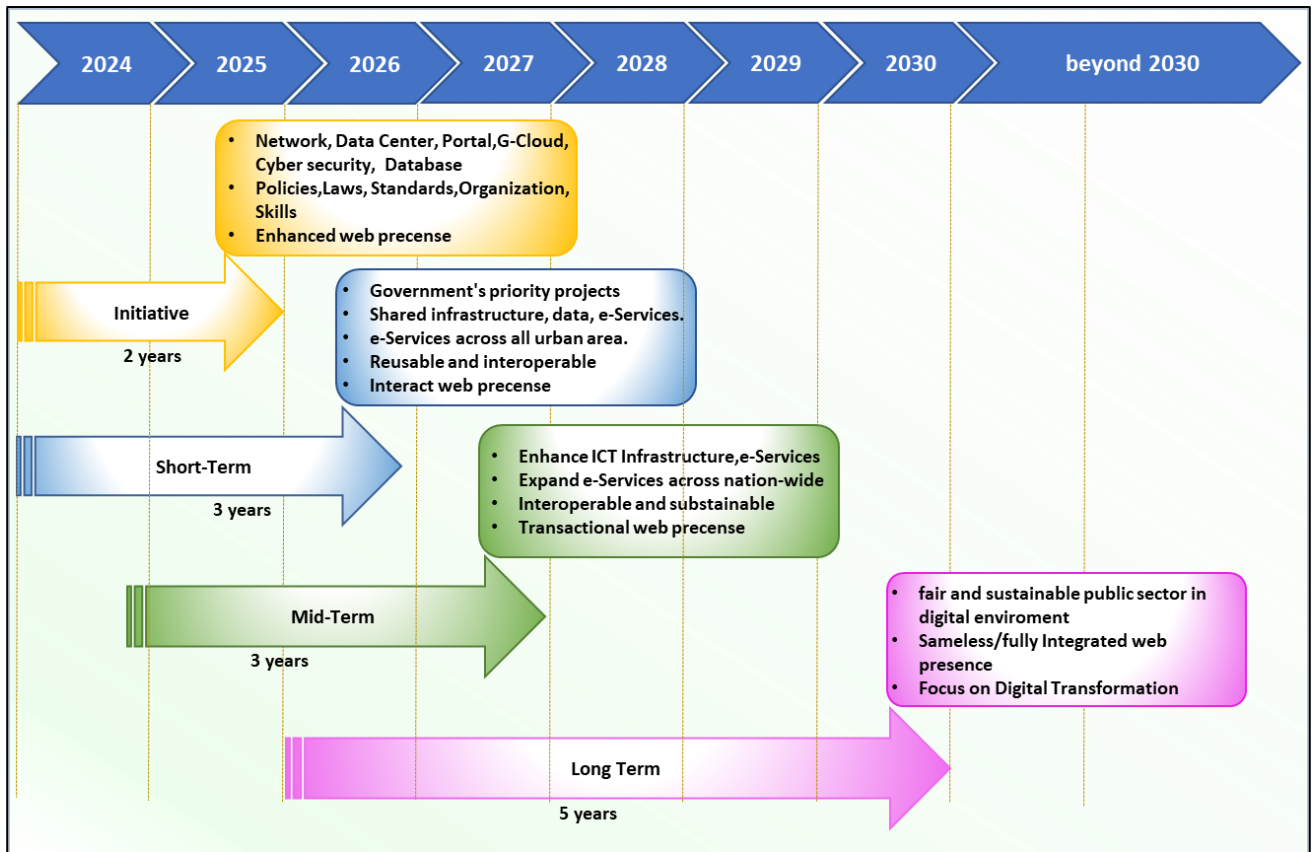 2024
2025
2026
2027
2028
2029
2030
beyond 2030
• Network, Data Center, Portal,G-Cloud,
Cyber security, Database
• Policies,Laws, Standards,Organization,
Skills
• Enhanced web precense
Initiative
2 years
• Government's priority projects
• Shared infrastructure, data, e-Services.
• e-Services across all urban area.
• Reusable and interoperable
• Interact web precense
Short-Term
3 years
• Enhance ICT Infrastructure,e-Services
• Expand e-Services across nation-wide
• Interoperable and substainable
• Transactional web precense
Mid-Term
3 years
• fair and sustainable public sector in
digital enviroment
• Sameless/fully Integrated web
presence
• Focus on Digital Transformation
Long Term
5 years